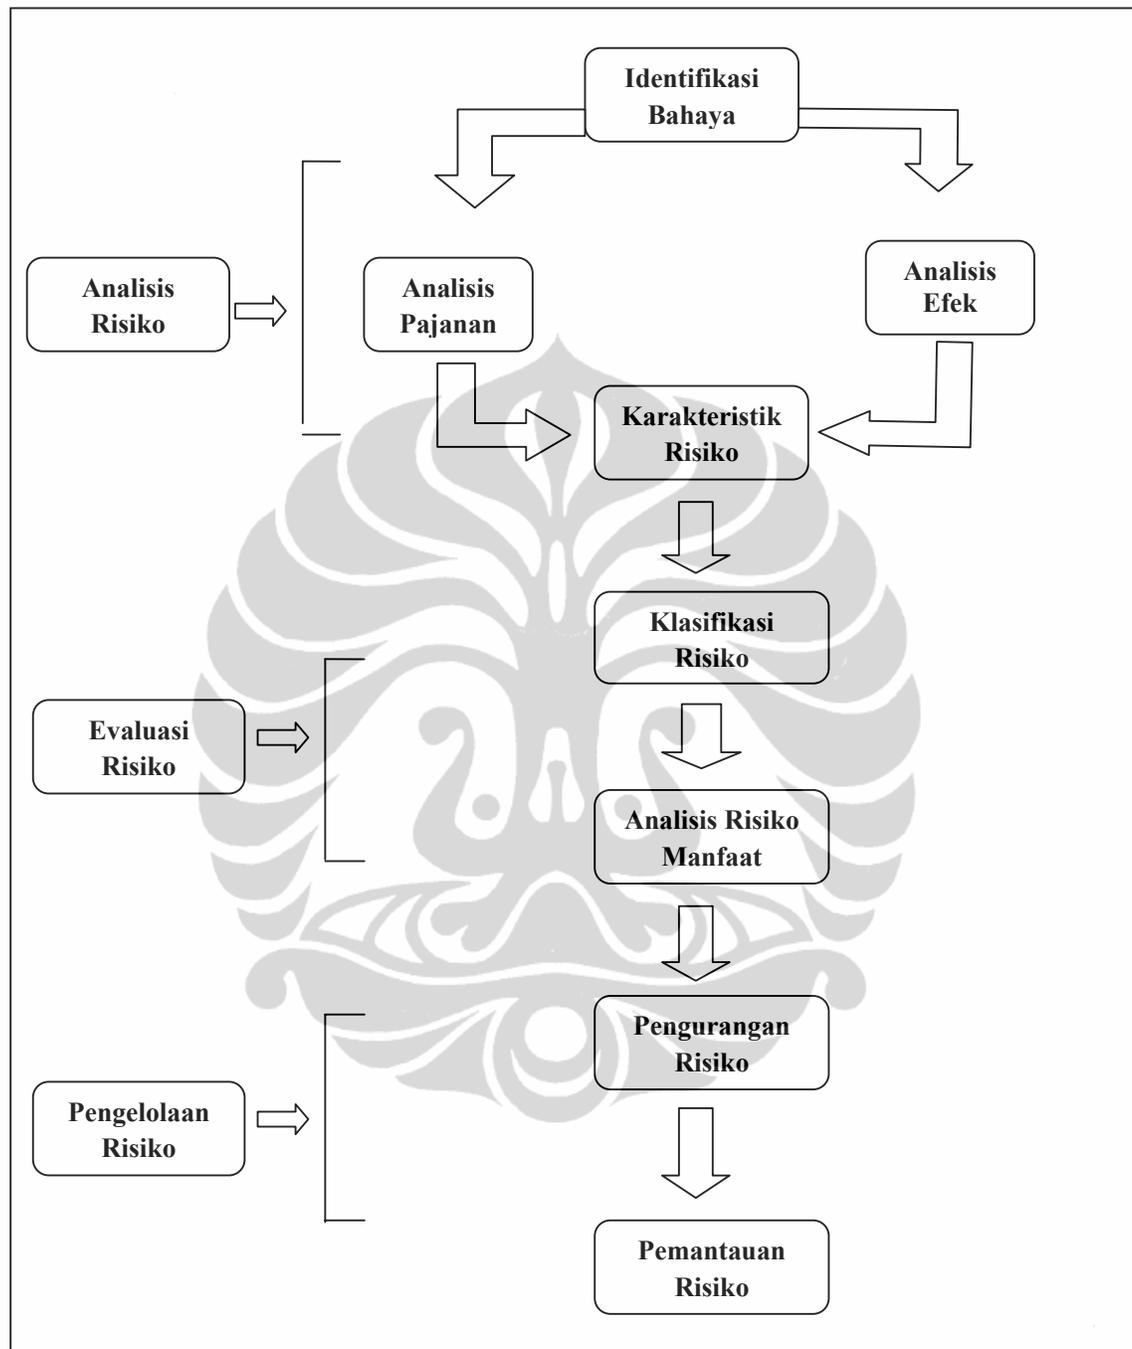 Identifikasi
Bahaya
Analisis
Risiko
Analisis
Pajanan
Analisis
Efek
Karakteristik
Risiko
Klasifikasi
Risiko
Evaluasi
Risiko
Analisis Risiko
Manfaat
Pengurangan
Risiko
Pengelolaan
Risiko
Pemantauan
Risiko